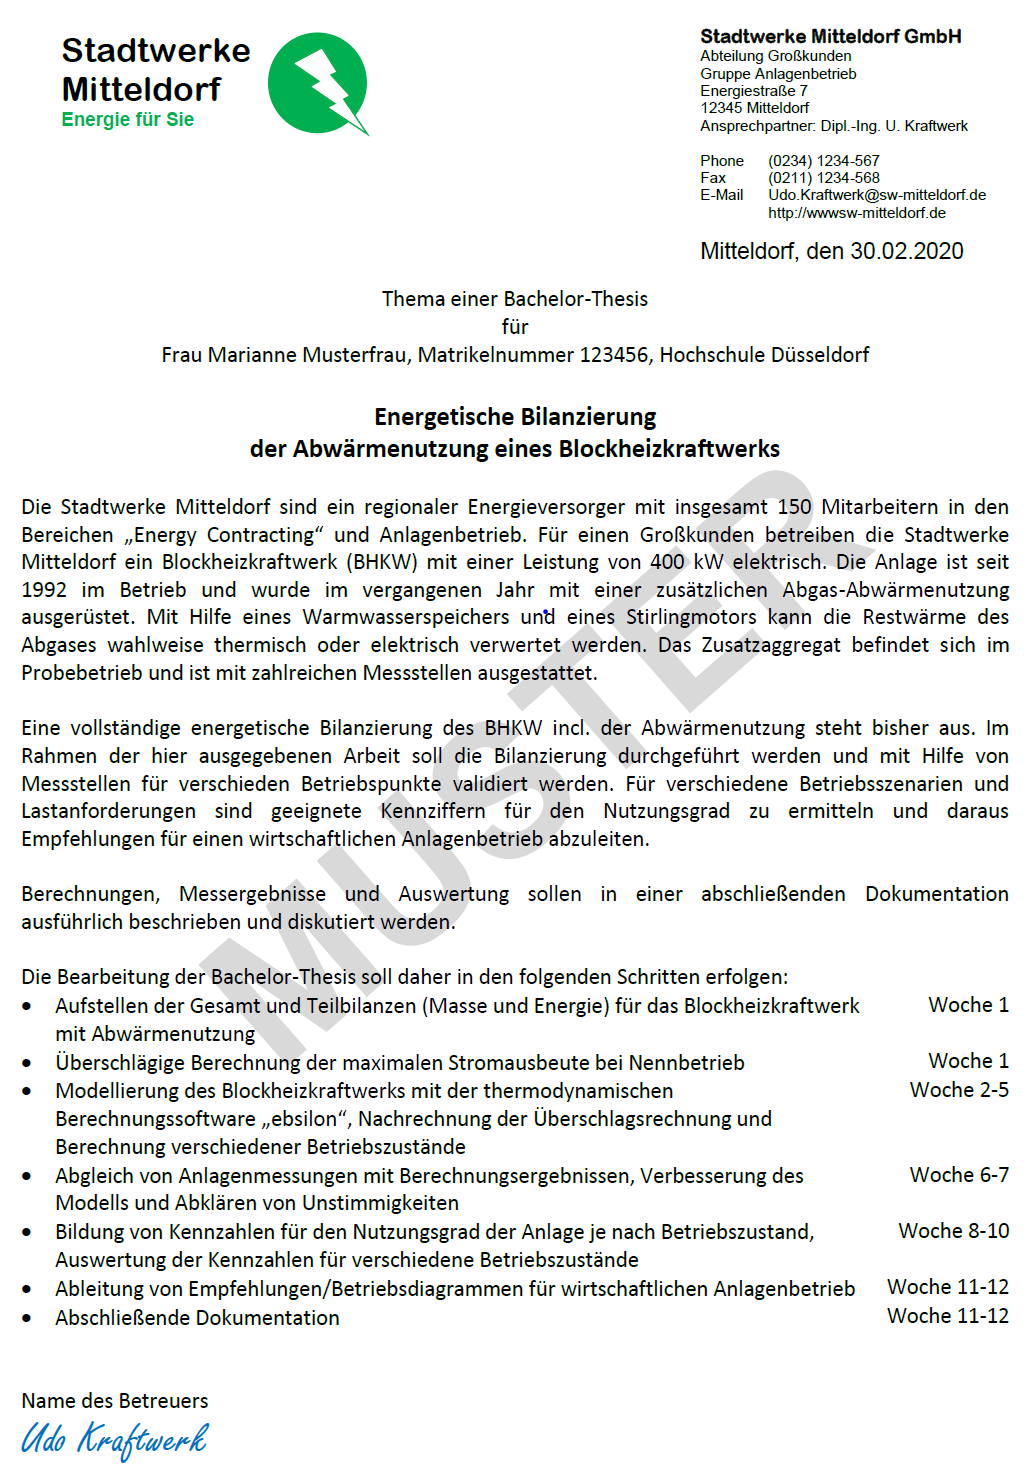 Stadtwerke
Mitteldorf
Energie für Sie
Stadtwerke Mitteldorf GmbH
Abteilung Großkunden
Gruppe Anlagenbetrieb
Energiestraße 7
12345 Mitteldorf
Ansprechpartner: Dipl.-Ing. U. Kraftwerk
Phone (0234) 1234-567
Fax (0211) 1234-568
E-Mail Udo.Kraftwerk@sw-mitteldorf.de
http://wwwsw-mitteldorf.de
Mitteldorf, den 30.02.2020
Thema einer Bachelor-Thesis
für
Frau Marianne Musterfrau, Matrikelnummer 123456, Hochschule Düsseldorf
Energetische Bilanzierung
der Abwärmenutzung eines Blockheizkraftwerks
Die Stadtwerke Mitteldorf sind ein regionaler Energieversorger mit insgesamt 150 Mitarbeitern in den
Bereichen „Energy Contracting“ und Anlagenbetrieb. Für einen Großkunden betreiben die Stadtwerke
Mitteldorf ein Blockheizkraftwerk (BHKW) mit einer Leistung von 400 kW elektrisch. Die Anlage ist seit
1992 im Betrieb und wurde im vergangenen Jahr mit einer zusätzlichen Abgas-Abwärmenutzung
ausgerüstet. Mit Hilfe eines Warmwasserspeichers und eines Stirlingmotors kann die Restwärme des
Abgases wahlweise thermisch oder elektrisch verwertet werden. Das Zusatzaggregat befindet sich im
Probebetrieb und ist mit zahlreichen Messstellen ausgestattet.
Eine vollständige energetische Bilanzierung des BHKW incl. der Abwärmenutzung steht bisher aus. Im
Rahmen der hier ausgegebenen Arbeit soll die Bilanzierung durchgeführt werden und mit Hilfe von
Messstellen für verschieden Betriebspunkte validiert werden. Für verschiedene Betriebsszenarien und
Lastanforderungen sind geeignete Kennziffern für den Nutzungsgrad zu ermitteln und daraus
Empfehlungen für einen wirtschaftlichen Anlagenbetrieb abzuleiten.
Berechnungen, Messergebnisse und Auswertung sollen in einer abschließenden Dokumentation
ausführlich beschrieben und diskutiert werden.
Die Bearbeitung der Bachelor-Thesis soll daher in den folgenden Schritten erfolgen:
• Aufstellen der Gesamt und Teilbilanzen (Masse und Energie) für das Blockheizkraftwerk Woche 1
mit Abwärmenutzung
• Überschlägige Berechnung der maximalen Stromausbeute bei Nennbetrieb Woche 1
• Modellierung des Blockheizkraftwerks mit der thermodynamischen Woche 2-5
Berechnungssoftware „ebsilon“, Nachrechnung der Überschlagsrechnung und
Berechnung verschiedener Betriebszustände
• Abgleich von Anlagenmessungen mit Berechnungsergebnissen, Verbesserung des Woche 6-7
Modells und Abklären von Unstimmigkeiten
• Bildung von Kennzahlen für den Nutzungsgrad der Anlage je nach Betriebszustand, Woche 8-10
Auswertung der Kennzahlen für verschiedene Betriebszustände
• Ableitung von Empfehlungen/Betriebsdiagrammen für wirtschaftlichen Anlagenbetrieb Woche 11-12
• Abschließende Dokumentation Woche 11-12
Name des Betreuers
Udo Kraftwerk
MUSTER